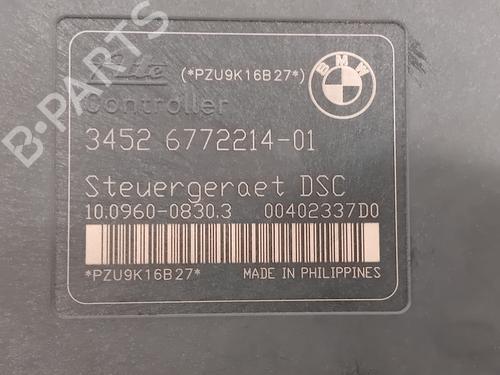 Ate
(*PZU9K16B27*)
BMW
Controller
3452 6772214-01
Steuergeraet DSC
10.0960-0830.3 00402337D0
*PZU9K16B27* MADE IN PHILIPPINES
B-PARTS